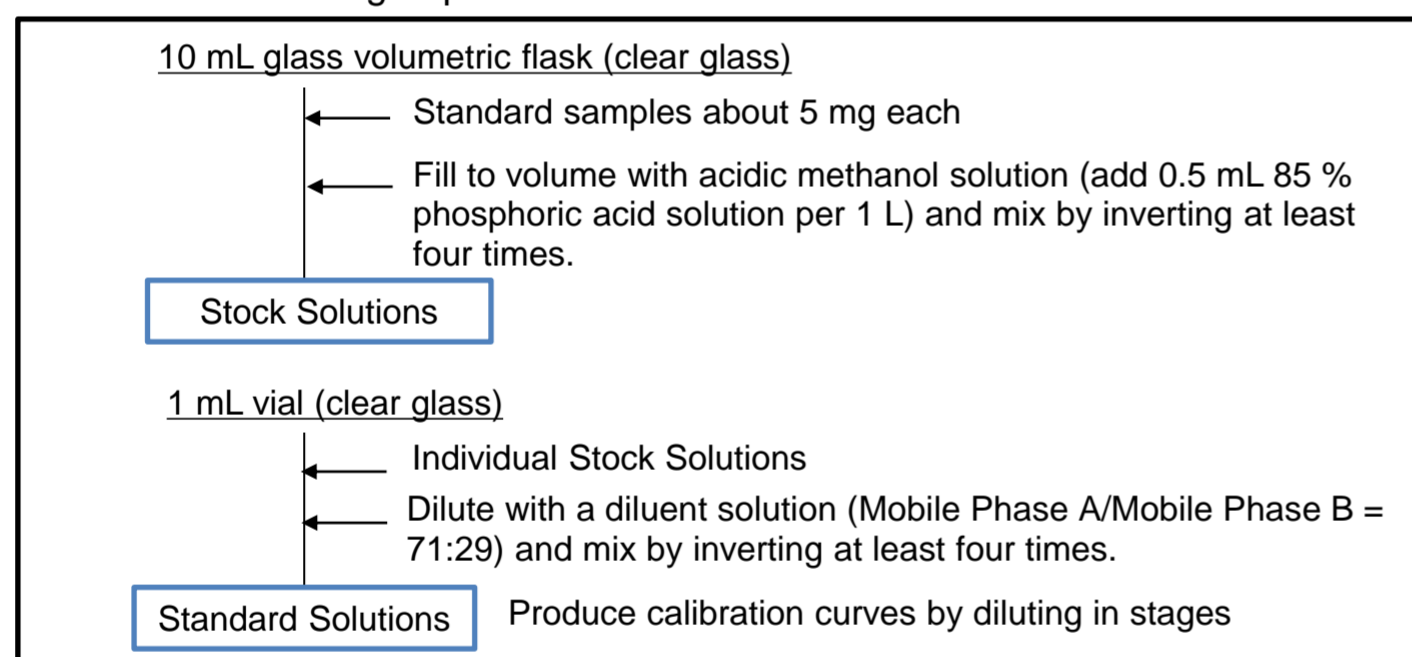 10 mL glass volumetric flask (clear glass)
Standard samples about 5 mg each
Fill to volume with acidic methanol solution (add 0.5 mL 85 %
phosphoric acid solution per 1 L) and mix by inverting at least
four times.
Stock Solutions
1 mL vial (clear glass)
Individual Stock Solutions
Dilute with a diluent solution (Mobile Phase A/Mobile Phase B =
71:29) and mix by inverting at least four times.
Standard Solutions
Produce calibration curves by diluting in stages